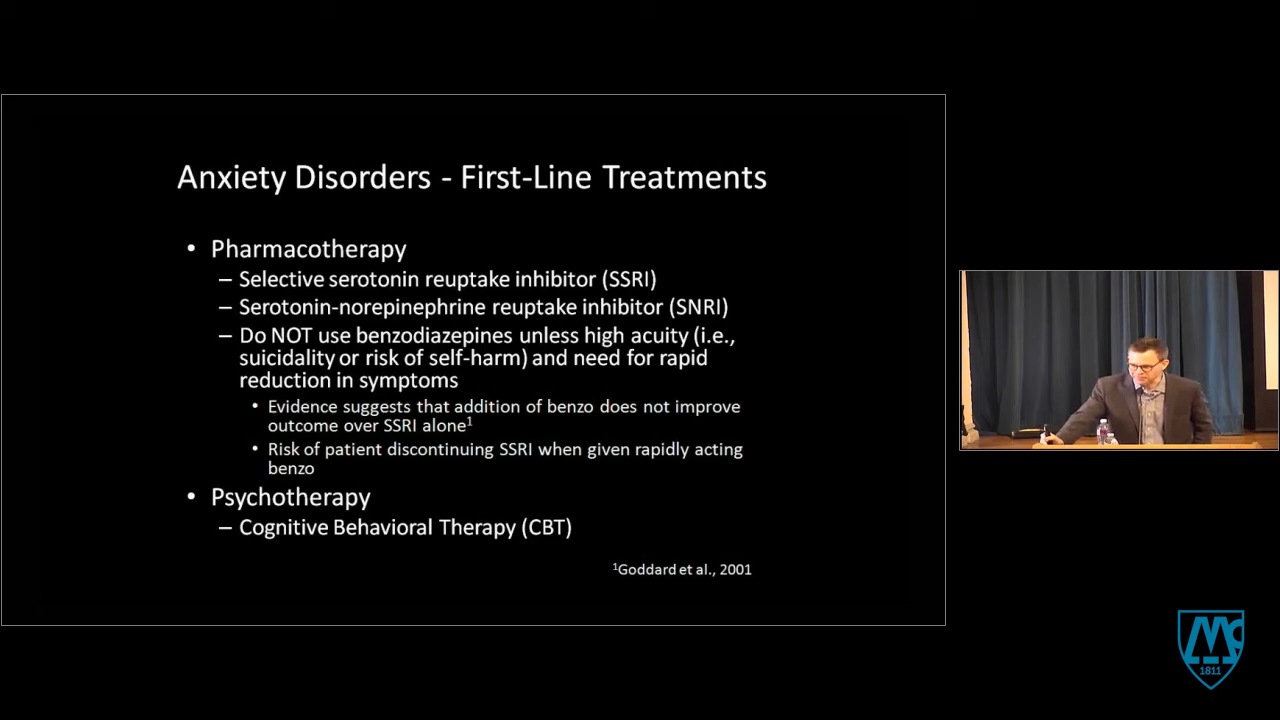 Anxiety Disorders - First-Line Treatments
• Pharmacotherapy
– Selective serotonin reuptake inhibitor (SSRI)
– Serotonin-norepinephrine reuptake inhibitor (SNRI)
– Do NOT use benzodiazepines unless high acuity (i.e.,
suicidality or risk of self-harm) and need for rapid
reduction in symptoms
• Evidence suggests that addition of benzo does not improve
outcome over SSRI alone¹
• Risk of patient discontinuing SSRI when given rapidly acting
benzo
• Psychotherapy
– Cognitive Behavioral Therapy (CBT)
¹Goddard et al., 2001
Mc
1811